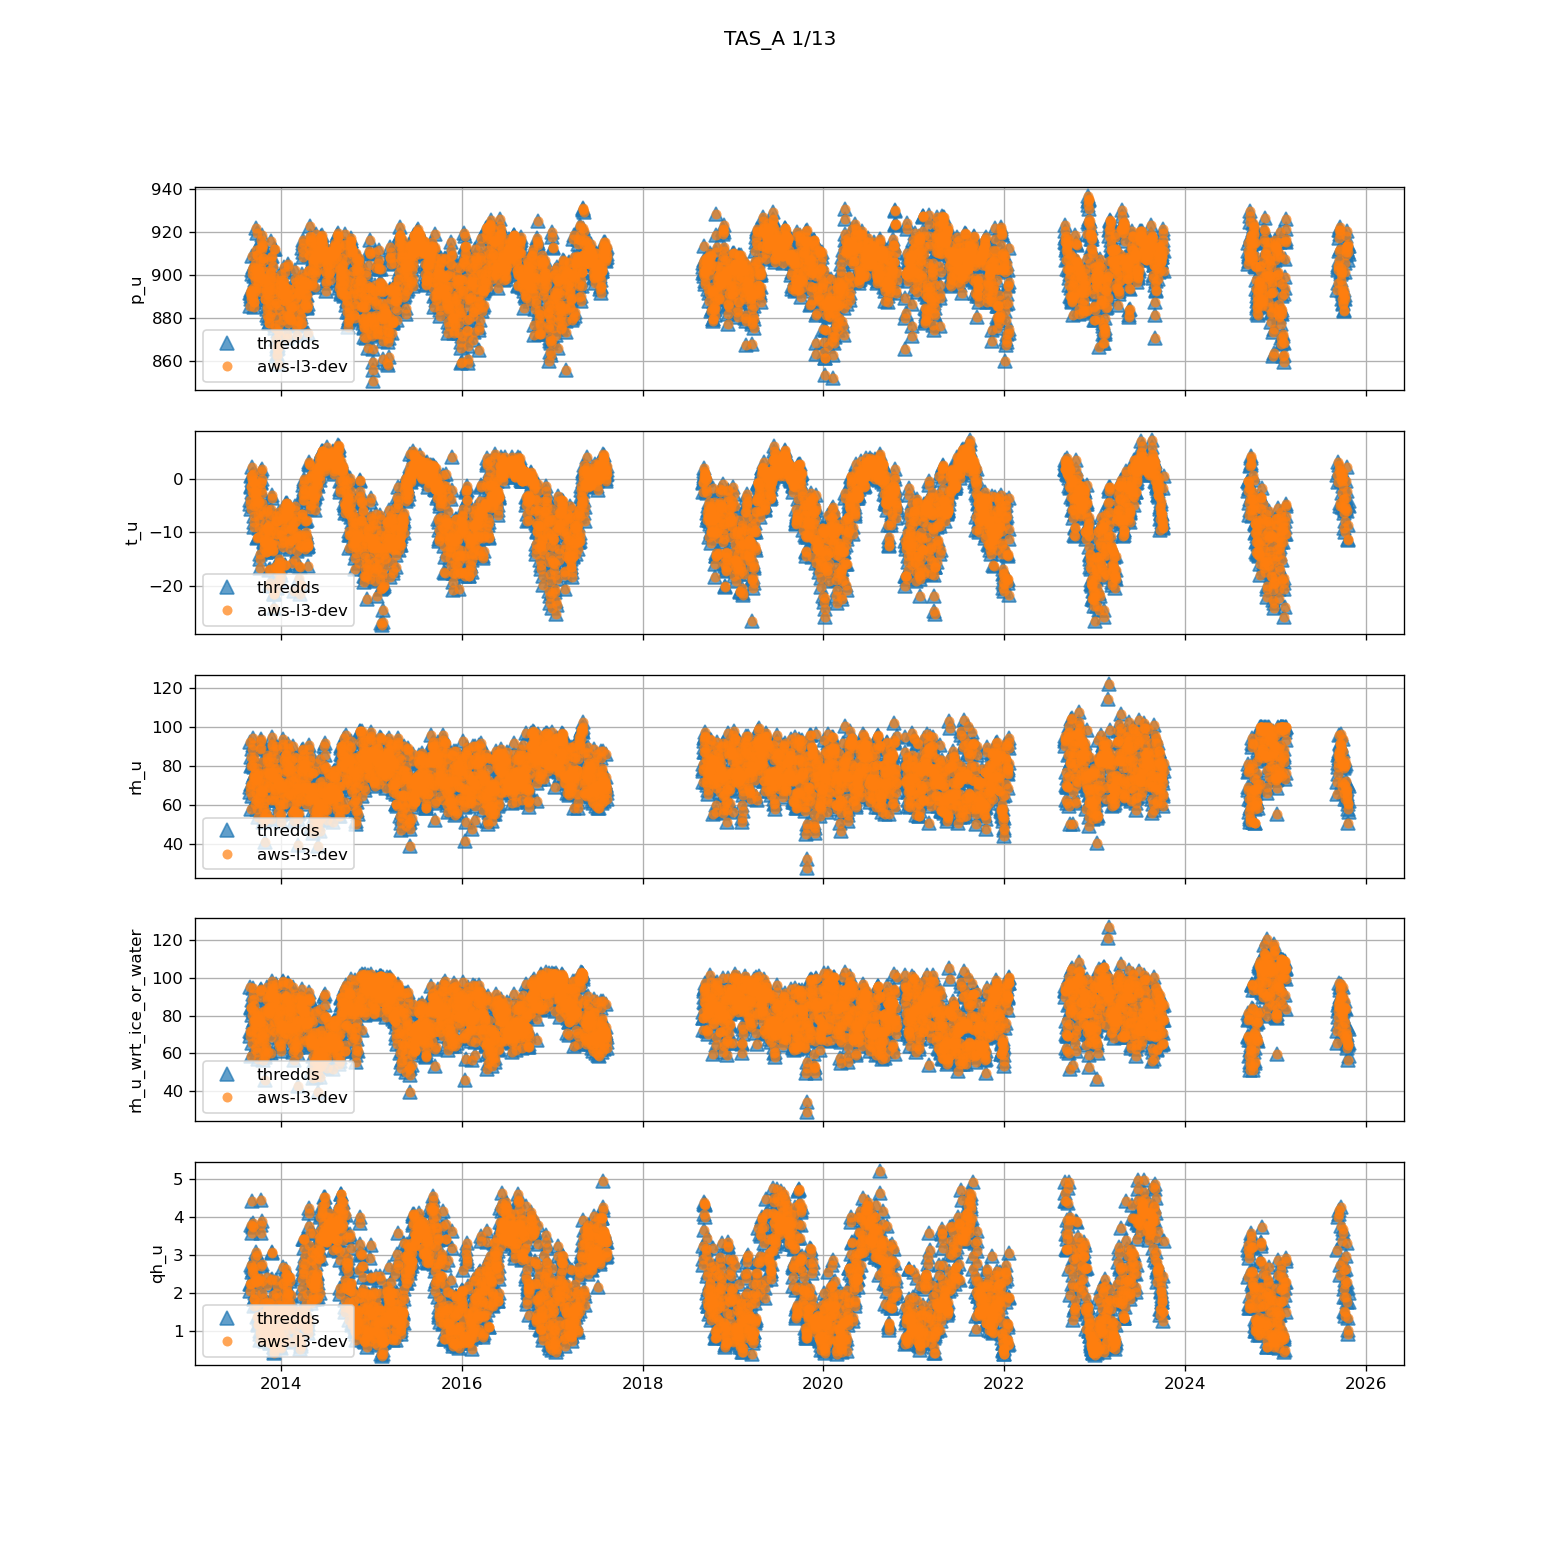 TAS_A 1/13
940
920
900
880
860
p_u
thredds
aws-l3-dev
0
−10
−20
t_u
thredds
aws-l3-dev
120
100
80
60
40
rh_u
thredds
aws-l3-dev
120
100
80
60
40
rh_u_wrt_ice_or_water
thredds
aws-l3-dev
5
4
3
2
1
qh_u
thredds
aws-l3-dev
2014 2016 2018 2020 2022 2024 2026